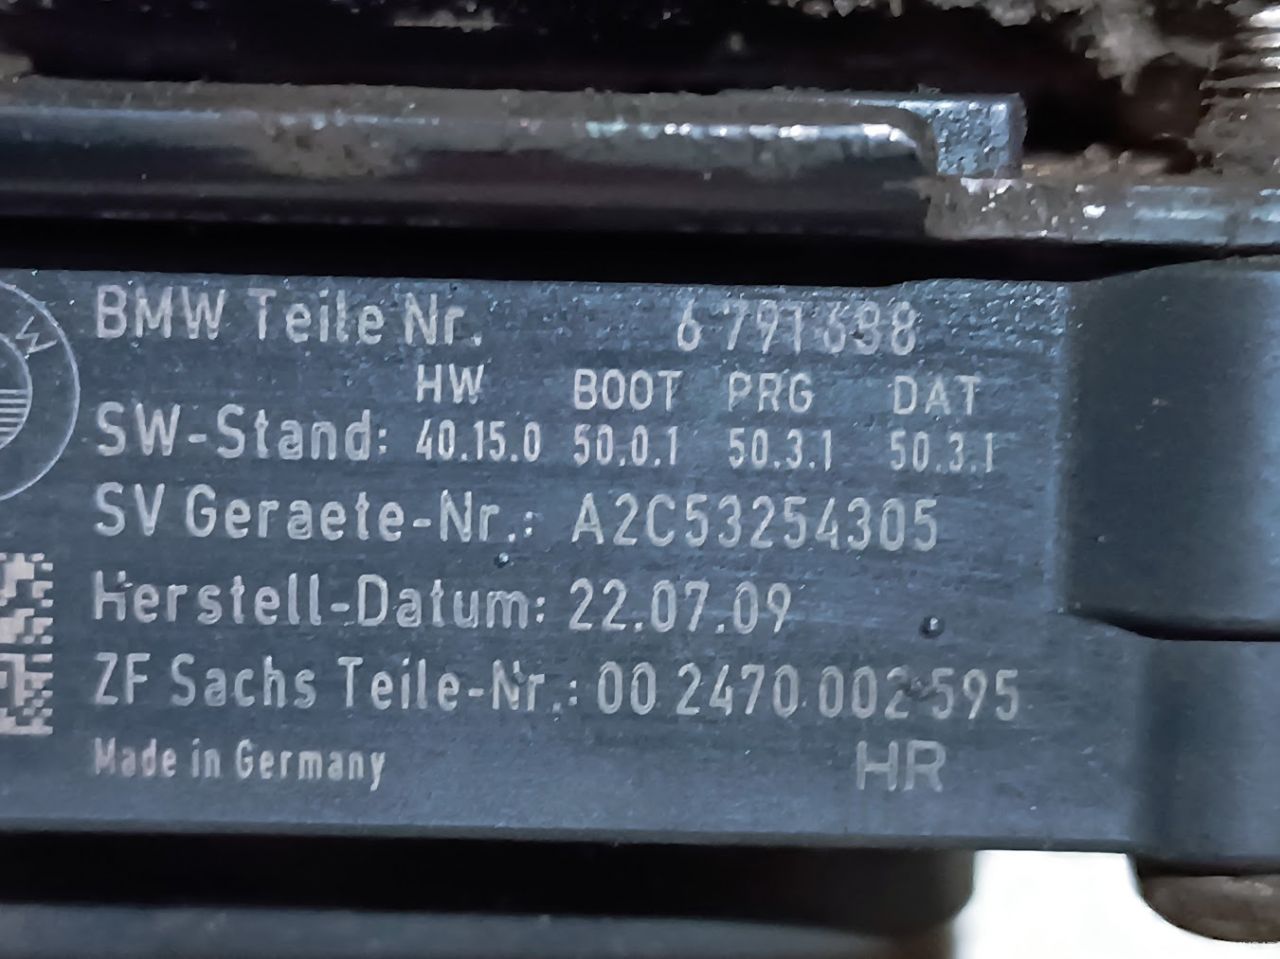 W
BMW Teile Nr. 6 791 638
HW BOOT PRG DAT
SW-Stand: 40.15.0 50.0.1 50.3.1 50.3.1
SV Geraete-Nr.: A2C53254305
Herstell-Datum: 22.07.09
ZF Sachs Teile-Nr.: 00 2470 002 595
Made in Germany HR